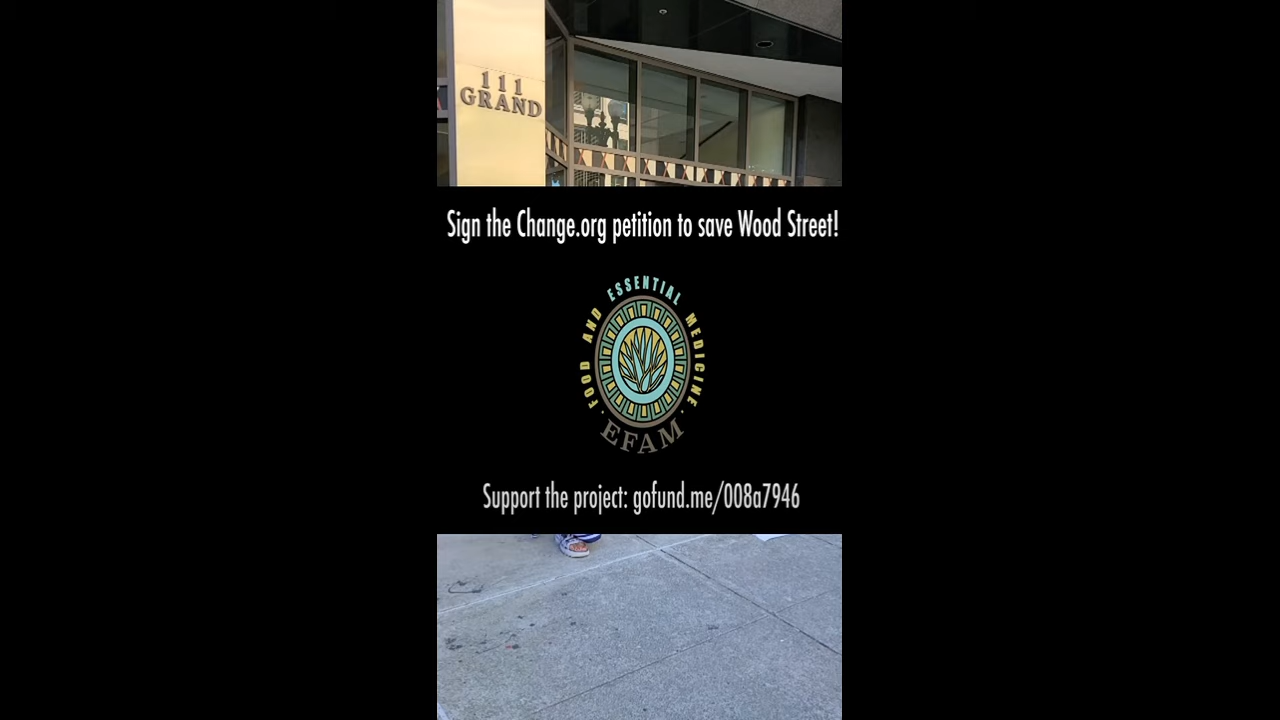 111
GRAND
Sign the Change.org petition to save Wood Street!
FOOD AND ESSENTIAL MEDICINE
EFAM
Support the project: gofund.me/008a7946